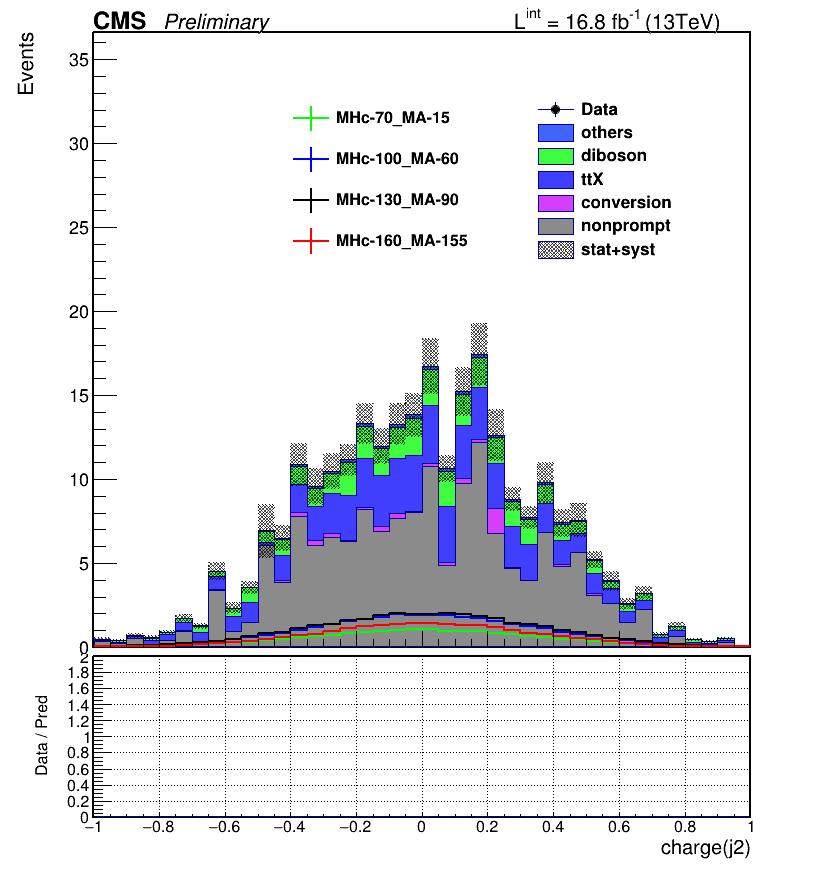 CMS Preliminary L^int = 16.8 fb^-1 (13TeV)
Events
35
30
25
20
15
10
5
0
MHc-70_MA-15
MHc-100_MA-60
MHc-130_MA-90
MHc-160_MA-155
Data
others
diboson
ttX
conversion
nonprompt
stat+syst
Data / Pred
2
1.8
1.6
1.4
1.2
1
0.8
0.6
0.4
0.2
0
−1 −0.8 −0.6 −0.4 −0.2 0 0.2 0.4 0.6 0.8 1
charge(j2)